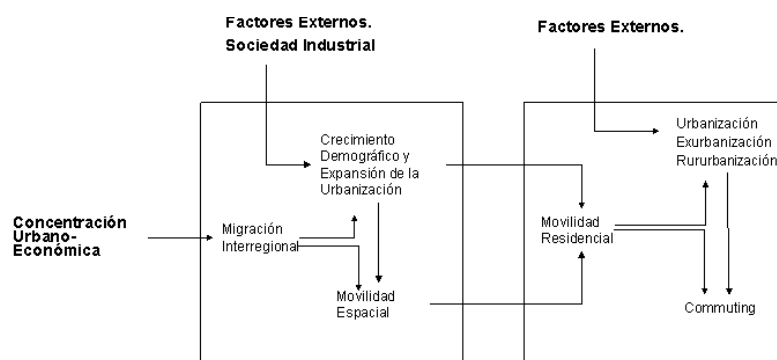 Factores Externos.
Sociedad Industrial
Factores Externos.
Crecimiento
Demográfico y
Expansión de la
Urbanización
Urbanización
Exurbanización
Rururbanización
Concentración
Urbano-
Económica
Migración
Interregional
Movilidad
Residencial
Movilidad
Espacial
Commuting